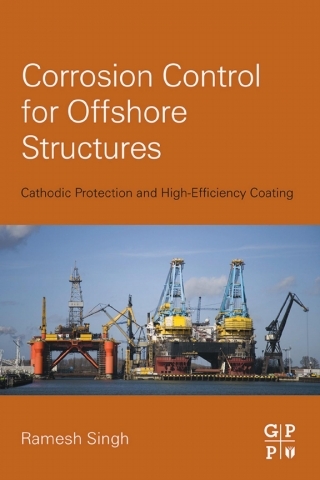 Corrosion Control
for Offshore
Structures
Cathodic Protection and High-Efficiency Coating
Ramesh Singh
G P
P